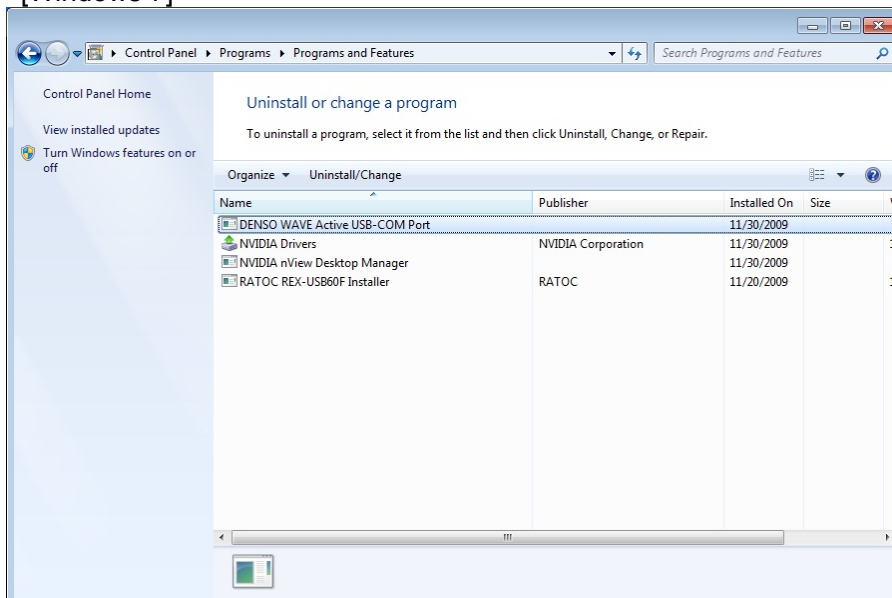 Control Panel ▸ Programs ▸ Programs and Features
Search Programs and Features
Control Panel Home
View installed updates
Turn Windows features on or
off
Uninstall or change a program
To uninstall a program, select it from the list and then click Uninstall, Change, or Repair.
Organize Uninstall/Change
Name Publisher Installed On Size
DENSO WAVE Active USB-COM Port 11/30/2009
NVIDIA Drivers NVIDIA Corporation 11/30/2009
NVIDIA nView Desktop Manager 11/30/2009
RATOC REX-USB60F Installer RATOC 11/20/2009